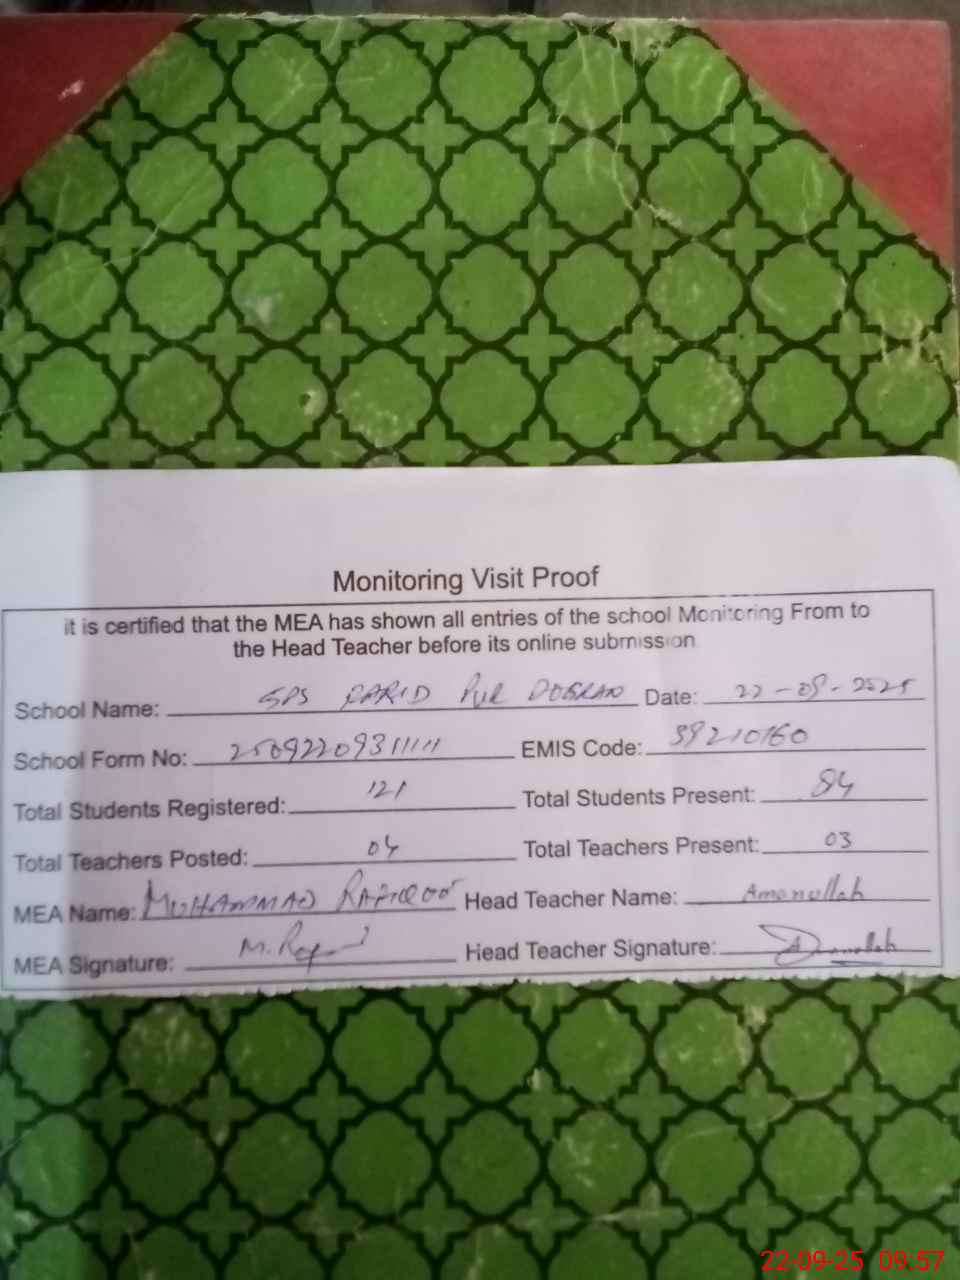 Monitoring Visit Proof
it is certified that the MEA has shown all entries of the school Monitoring From to
the Head Teacher before its online submission
School Name: GPS FARID PUR DOGRAN Date: 22-09-2025
School Form No: EMIS Code: 39210160
Total Students Registered: 121 Total Students Present: 84
Total Teachers Posted: 04 Total Teachers Present: 03
MEA Name: MUHAMMAD Head Teacher Name: Amanullah
MEA Signature: M. Head Teacher Signature:
22-09-25 09:57